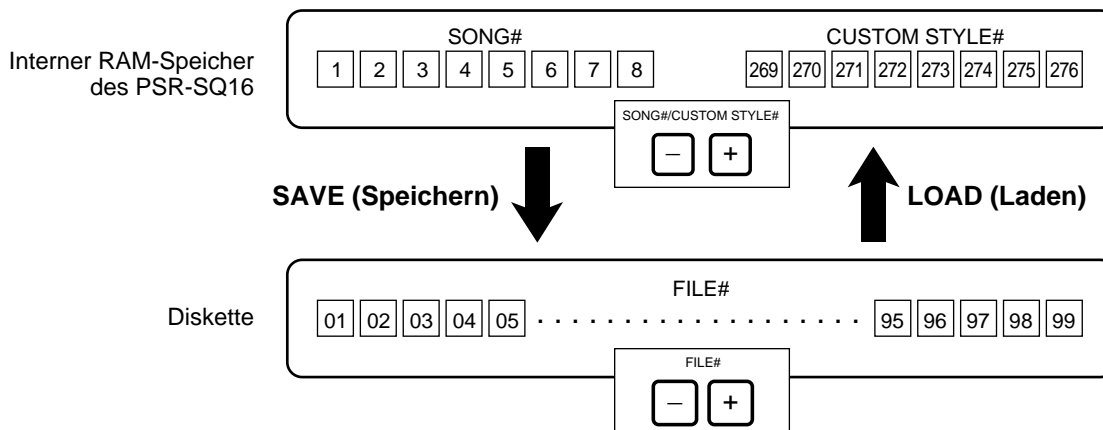 SONG# CUSTOM STYLE#
Interner RAM-Speicher
des PSR-SQ16
1 2 3 4 5 6 7 8 269 270 271 272 273 274 275 276
SONG#/CUSTOM STYLE#
– +
SAVE (Speichern) LOAD (Laden)
FILE#
Diskette
01 02 03 04 05 · · · · · · · · · · · · · · · · · · · 95 96 97 98 99
FILE#
– +